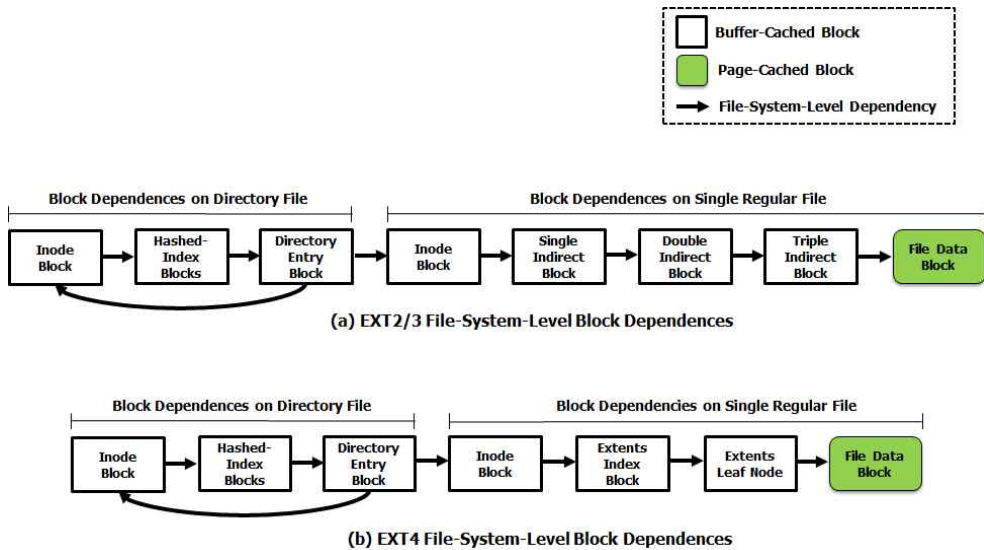 Buffer-Cached Block
Page-Cached Block
File-System-Level Dependency
Block Dependences on Directory File
Block Dependences on Single Regular File
Inode
Block
Hashed-
Index
Blocks
Directory
Entry
Block
Inode
Block
Single
Indirect
Block
Double
Indirect
Block
Triple
Indirect
Block
File Data
Block
(a) EXT2/3 File-System-Level Block Dependences
Block Dependences on Directory File
Block Dependencies on Single Regular File
Inode
Block
Hashed-
Index
Blocks
Directory
Entry
Block
Inode
Block
Extents
Index
Block
Extents
Leaf Node
File Data
Block
(b) EXT4 File-System-Level Block Dependences